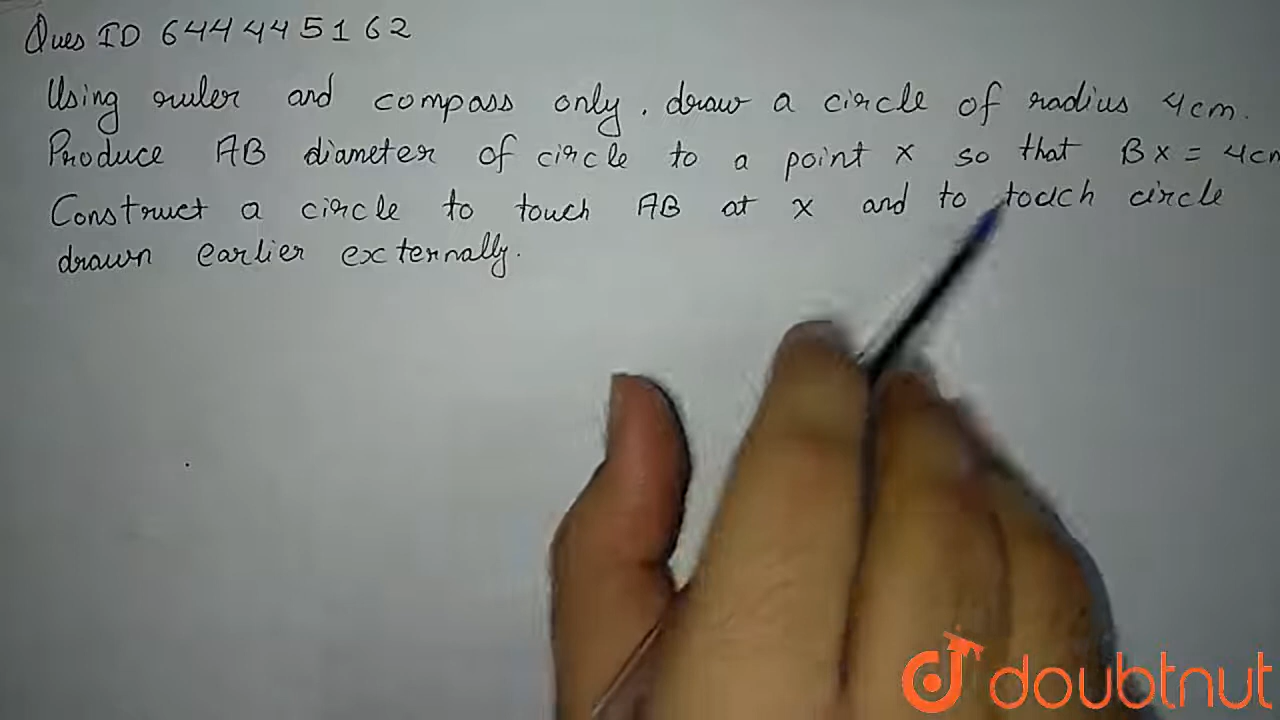 Ques ID 644445162
Using ruler and compass only, draw a circle of radius 4cm.
Produce AB diameter of circle to a point X so that BX = 4cm
Construct a circle to touch AB at X and to touch circle
drawn earlier externally.
doubtnut